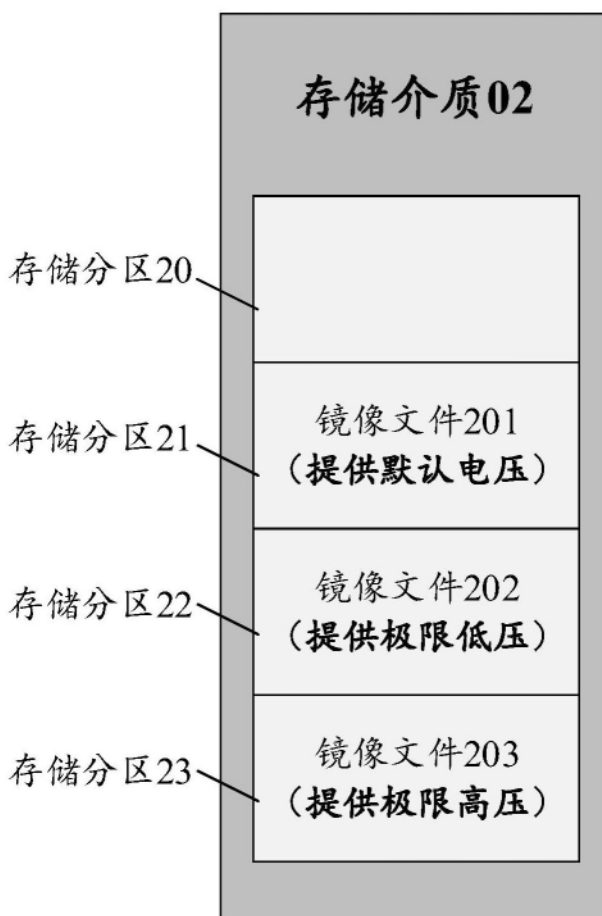 存储介质02
存储分区20
存储分区21
镜像文件201
（提供默认电压）
存储分区22
镜像文件202
（提供极限低压）
存储分区23
镜像文件203
（提供极限高压）